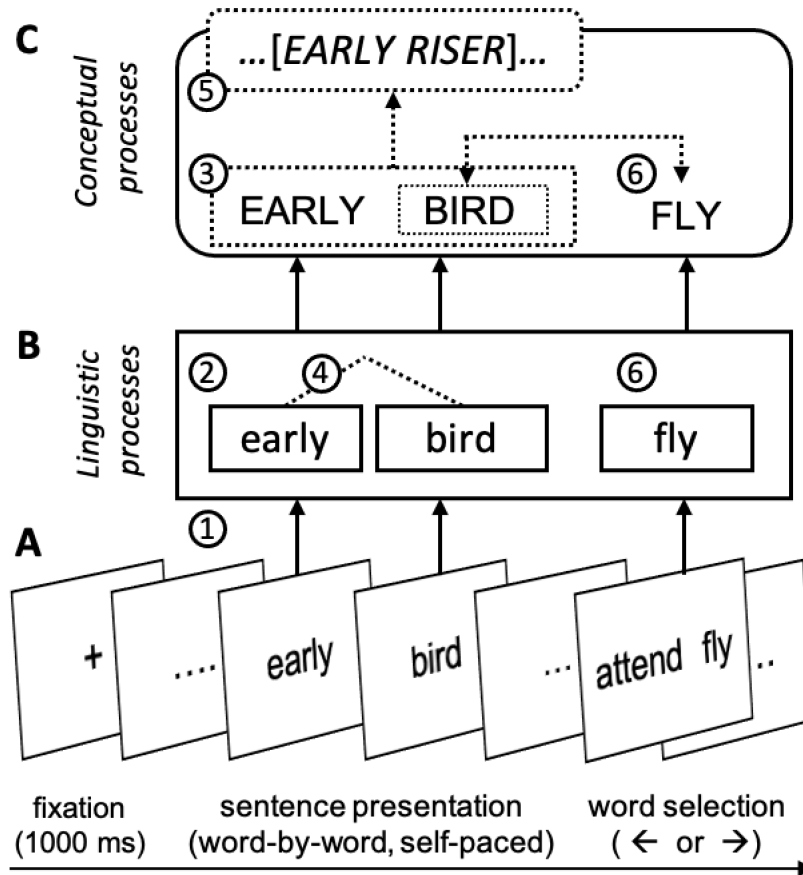 C
Conceptual
processes
...[EARLY RISER]...
5
3
6
EARLY BIRD
FLY
B
Linguistic
processes
2
4
6
early bird fly
1
A
+
....
early
bird
...
attend fly
..
fixation
(1000 ms)
sentence presentation
(word-by-word, self-paced)
word selection
( ← or → )